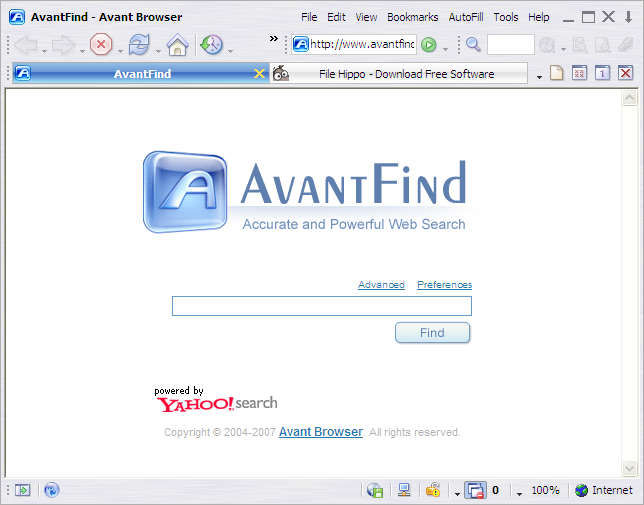 AvantFind - Avant Browser File Edit View Bookmarks AutoFill Tools Help
http://www.avantfind
AvantFind File Hippo - Download Free Software 1
AVANTFIND
Accurate and Powerful Web Search
Advanced Preferences
Find
powered by
YAHOO! search
Copyright © 2004-2007 Avant Browser. All rights reserved.
0 100% Internet